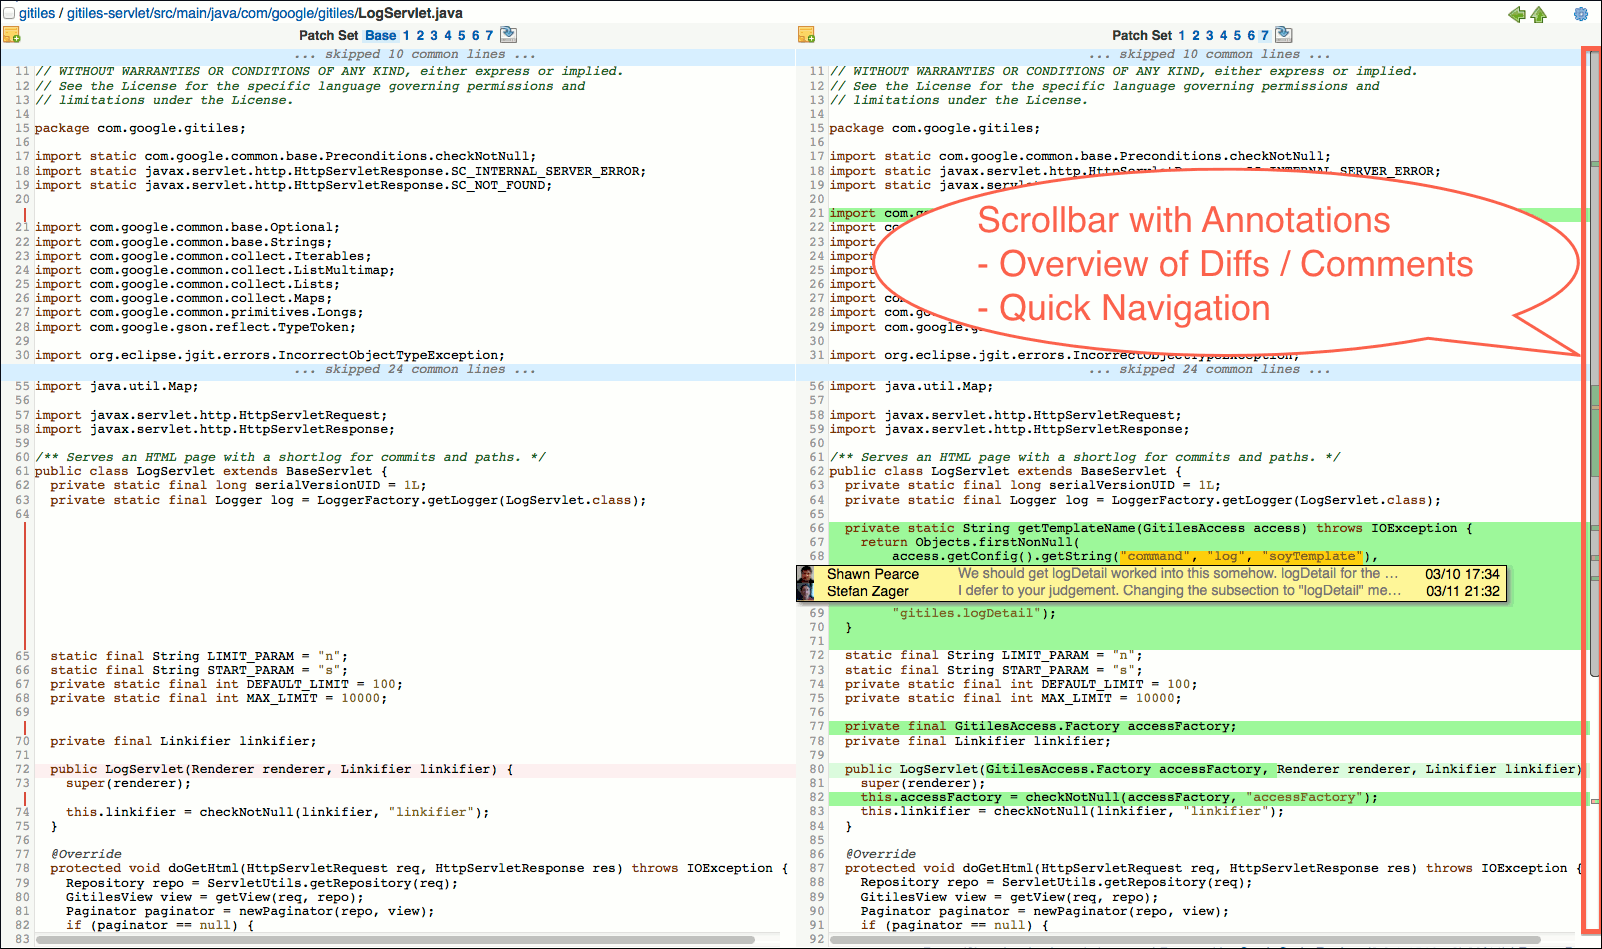 gitiles / gitiles-servlet/src/main/java/com/google/gitiles/LogServlet.java
Patch Set Base 1 2 3 4 5 6 7
... skipped 10 common lines ...
11 // WITHOUT WARRANTIES OR CONDITIONS OF ANY KIND, either express or implied.
12 // See the License for the specific language governing permissions and
13 // limitations under the License.
14
15 package com.google.gitiles;
16
17 import static com.google.common.base.Preconditions.checkNotNull;
18 import static javax.servlet.http.HttpServletResponse.SC_INTERNAL_SERVER_ERROR;
19 import static javax.servlet.http.HttpServletResponse.SC_NOT_FOUND;
20
21 import com.google.common.base.Optional;
22 import com.google.common.base.Strings;
23 import com.google.common.collect.Iterables;
24 import com.google.common.collect.ListMultimap;
25 import com.google.common.collect.Lists;
26 import com.google.common.collect.Maps;
27 import com.google.common.primitives.Longs;
28 import com.google.gson.reflect.TypeToken;
29
30 import org.eclipse.jgit.errors.IncorrectObjectTypeException;
... skipped 24 common lines ...
55 import java.util.Map;
56
57 import javax.servlet.http.HttpServletRequest;
58 import javax.servlet.http.HttpServletResponse;
59
60 /** Serves an HTML page with a shortlog for commits and paths. */
61 public class LogServlet extends BaseServlet {
62 private static final long serialVersionUID = 1L;
63 private static final Logger log = LoggerFactory.getLogger(LogServlet.class);
64
65 static final String LIMIT_PARAM = "n";
66 static final String START_PARAM = "s";
67 private static final int DEFAULT_LIMIT = 100;
68 private static final int MAX_LIMIT = 10000;
69
70 private final Linkifier linkifier;
71
72 public LogServlet(Renderer renderer, Linkifier linkifier) {
73 super(renderer);
74 this.linkifier = checkNotNull(linkifier, "linkifier");
75 }
76
77 @Override
78 protected void doGetHtml(HttpServletRequest req, HttpServletResponse res) throws IOException {
79 Repository repo = ServletUtils.getRepository(req);
80 GitilesView view = getView(req, repo);
81 Paginator paginator = newPaginator(repo, view);
82 if (paginator == null) {
83
Patch Set 1 2 3 4 5 6 7
... skipped 10 common lines ...
11 // WITHOUT WARRANTIES OR CONDITIONS OF ANY KIND, either express or implied.
12 // See the License for the specific language governing permissions and
13 // limitations under the License.
14
15 package com.google.gitiles;
16
17 import static com.google.common.base.Preconditions.checkNotNull;
18 import static javax.servlet.http.HttpServletResponse.SC_INTERNAL_SERVER_ERROR;
19 import static javax.serv
20
21 import com.g
22 import co
23 import
24 import
25 import
26 import
27 import co
28 import com.go
29 import com.google.g
30
31 import org.eclipse.jgit.errors.IncorrectObjectTypeException;
Scrollbar with Annotations
- Overview of Diffs / Comments
- Quick Navigation
... skipped 24 common lines ...
56 import java.util.Map;
57
58 import javax.servlet.http.HttpServletRequest;
59 import javax.servlet.http.HttpServletResponse;
60
61 /** Serves an HTML page with a shortlog for commits and paths. */
62 public class LogServlet extends BaseServlet {
63 private static final long serialVersionUID = 1L;
64 private static final Logger log = LoggerFactory.getLogger(LogServlet.class);
65
66 private static String getTemplateName(GitilesAccess access) throws IOException {
67 return Objects.firstNonNull(
68 access.getConfig().getString("command", "log", "soyTemplate"),
Shawn Pearce We should get logDetail worked into this somehow. logDetail for the ... 03/10 17:34
Stefan Zager I defer to your judgement. Changing the subsection to "logDetail" me... 03/11 21:32
69 "gitiles.logDetail");
70 }
71
72 static final String LIMIT_PARAM = "n";
73 static final String START_PARAM = "s";
74 private static final int DEFAULT_LIMIT = 100;
75 private static final int MAX_LIMIT = 10000;
76
77 private final GitilesAccess.Factory accessFactory;
78 private final Linkifier linkifier;
79
80 public LogServlet(GitilesAccess.Factory accessFactory, Renderer renderer, Linkifier linkifier)
81 super(renderer);
82 this.accessFactory = checkNotNull(accessFactory, "accessFactory");
83 this.linkifier = checkNotNull(linkifier, "linkifier");
84 }
85
86 @Override
87 protected void doGetHtml(HttpServletRequest req, HttpServletResponse res) throws IOException
88 Repository repo = ServletUtils.getRepository(req);
89 GitilesView view = getView(req, repo);
90 Paginator paginator = newPaginator(repo, view);
91 if (paginator == null) {
92